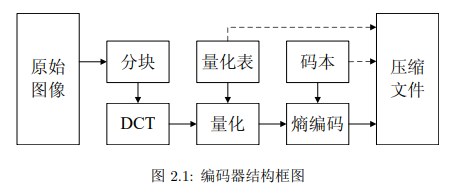 原始
图像
分块
量化表
码本
压缩
文件
DCT
量化
熵编码
图 2.1: 编码器结构框图